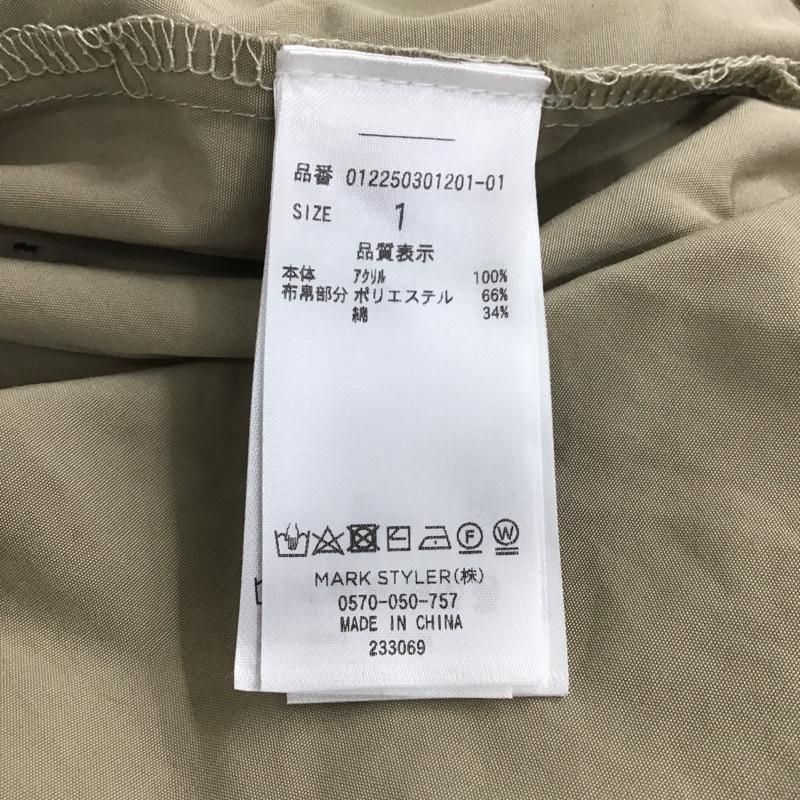 品番 012250301201-01
SIZE 1
品質表示
本体 アクリル 100%
布帛部分 ポリエステル 66%
綿 34%
F W
MARK STYLER(株)
0570-050-757
MADE IN CHINA
233069